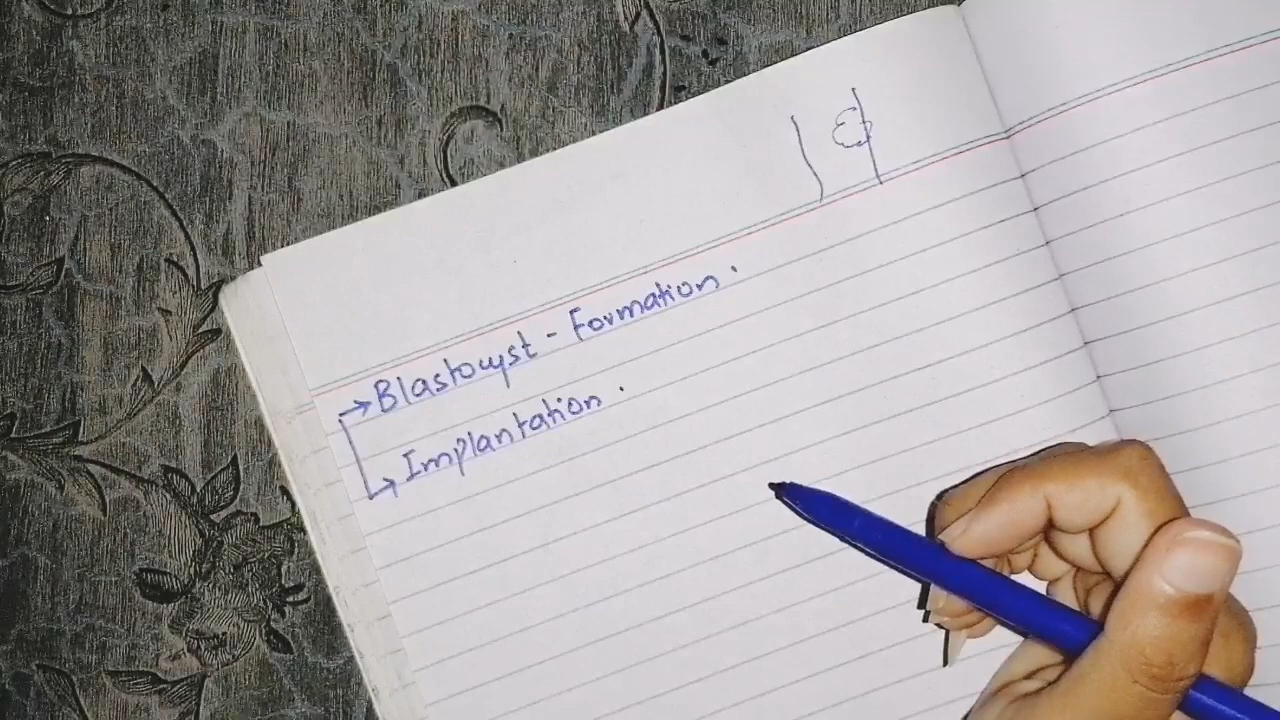 → Blastocyst - Formation.
→ Implantation.